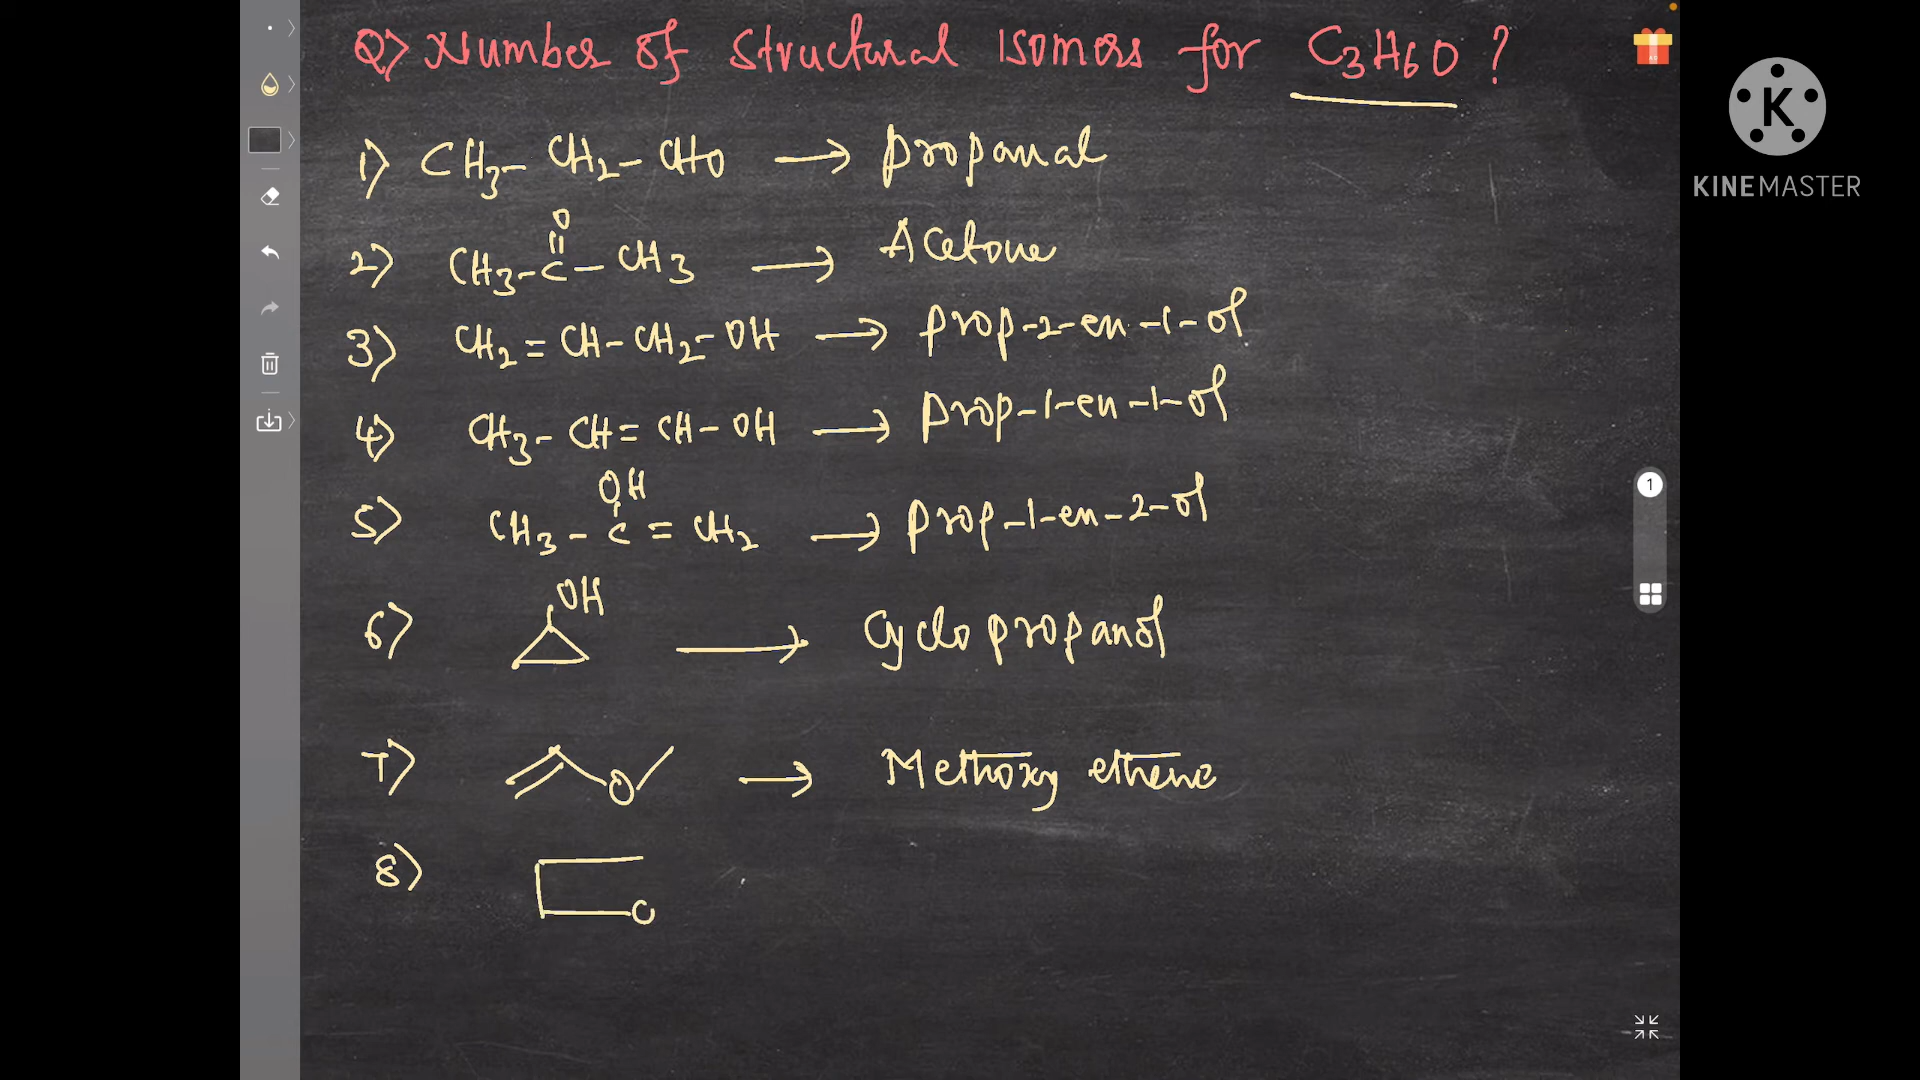 Q) Number of Structural Isomers for C3H6O ?
1) CH3- CH2- CHO → propanal
O
2) CH3-C-CH3 → Acetone
3) CH2=CH-CH2-OH → prop-2-en-1-ol
4) CH3-CH=CH-OH → prop-1-en-1-ol
OH
5) CH3-C=CH2 → prop-1-en-2-ol
OH
6) → Cyclopropanol
7) O → Methoxy ethene
8) O
K
KINEMASTER
1